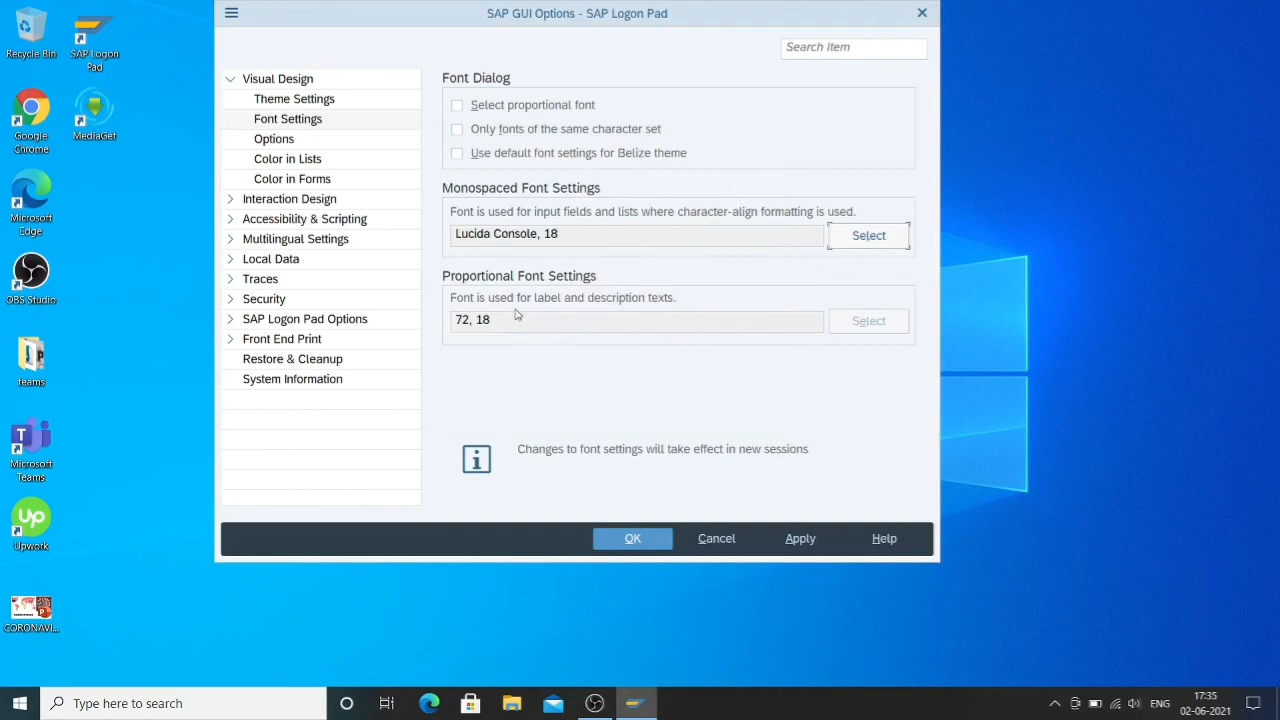 SAP GUI Options - SAP Logon Pad
Search Item
Visual Design
Theme Settings
Font Settings
Options
Color in Lists
Color in Forms
Interaction Design
Accessibility & Scripting
Multilingual Settings
Local Data
Traces
Security
SAP Logon Pad Options
Front End Print
Restore & Cleanup
System Information
Font Dialog
Select proportional font
Only fonts of the same character set
Use default font settings for Belize theme
Monospaced Font Settings
Font is used for input fields and lists where character-align formatting is used.
Lucida Console, 18
Select
Proportional Font Settings
Font is used for label and description texts.
72, 18
Select
Changes to font settings will take effect in new sessions
OK
Cancel
Apply
Help
Recycle Bin
SAP Logon
Pad
Google
Chrome
MediaGet
Microsoft
Edge
OBS Studio
teams
Microsoft
Teams
Up
Upwork
CORONAVI...
Type here to search
ENG
17:35
02-06-2021